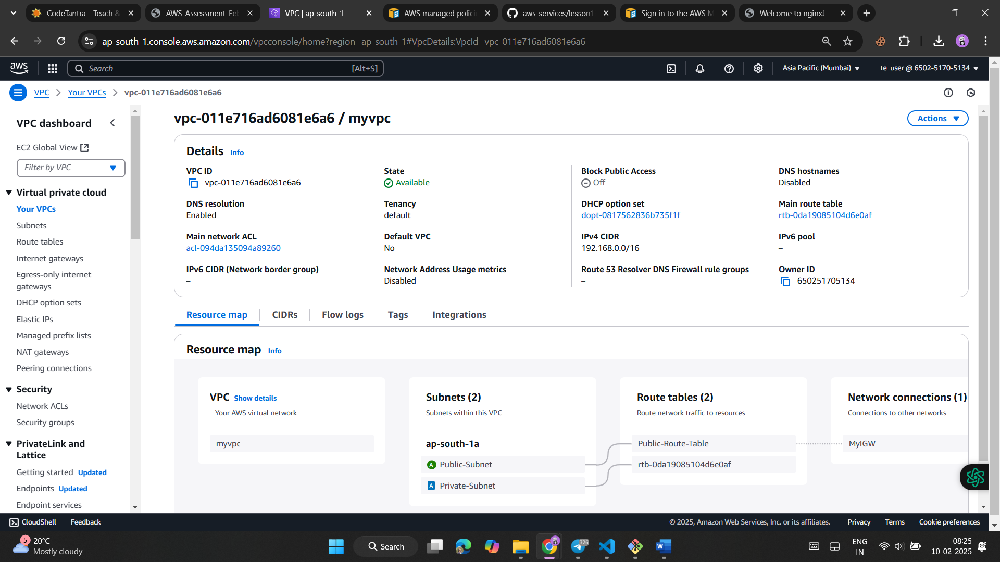 CodeTantra - Teach &
AWS_Assessment_Feb
VPC | ap-south-1
AWS managed polici
aws_services/lesson1
Sign in to the AWS M
Welcome to nginx!
ap-south-1.console.aws.amazon.com/vpcconsole/home?region=ap-south-1#VpcDetails:VpcId=vpc-011e716ad6081e6a6
aws
Search
[Alt+S]
Asia Pacific (Mumbai)
te_user @ 6502-5170-5134
VPC
Your VPCs
vpc-011e716ad6081e6a6
VPC dashboard
EC2 Global View
Filter by VPC
Virtual private cloud
Your VPCs
Subnets
Route tables
Internet gateways
Egress-only internet
gateways
DHCP option sets
Elastic IPs
Managed prefix lists
NAT gateways
Peering connections
Security
Network ACLs
Security groups
PrivateLink and
Lattice
Getting started Updated
Endpoints Updated
Endpoint services
vpc-011e716ad6081e6a6 / myvpc
Actions
Details Info
VPC ID
vpc-011e716ad6081e6a6
State
Available
Block Public Access
Off
DNS hostnames
Disabled
DNS resolution
Enabled
Tenancy
default
DHCP option set
dopt-0817562836b735f1f
Main route table
rtb-0da19085104d6e0af
Main network ACL
acl-094da135094a89260
Default VPC
No
IPv4 CIDR
192.168.0.0/16
IPv6 pool
–
IPv6 CIDR (Network border group)
–
Network Address Usage metrics
Disabled
Route 53 Resolver DNS Firewall rule groups
–
Owner ID
650251705134
Resource map
CIDRs
Flow logs
Tags
Integrations
Resource map Info
VPC Show details
Your AWS virtual network
myvpc
Subnets (2)
Subnets within this VPC
ap-south-1a
A Public-Subnet
A Private-Subnet
Route tables (2)
Route network traffic to resources
Public-Route-Table
rtb-0da19085104d6e0af
Network connections (1)
Connections to other networks
MyIGW
CloudShell
Feedback
© 2025, Amazon Web Services, Inc. or its affiliates.
Privacy
Terms
Cookie preferences
5
20°C
Mostly cloudy
Search
326
ENG
IN
08:25
10-02-2025